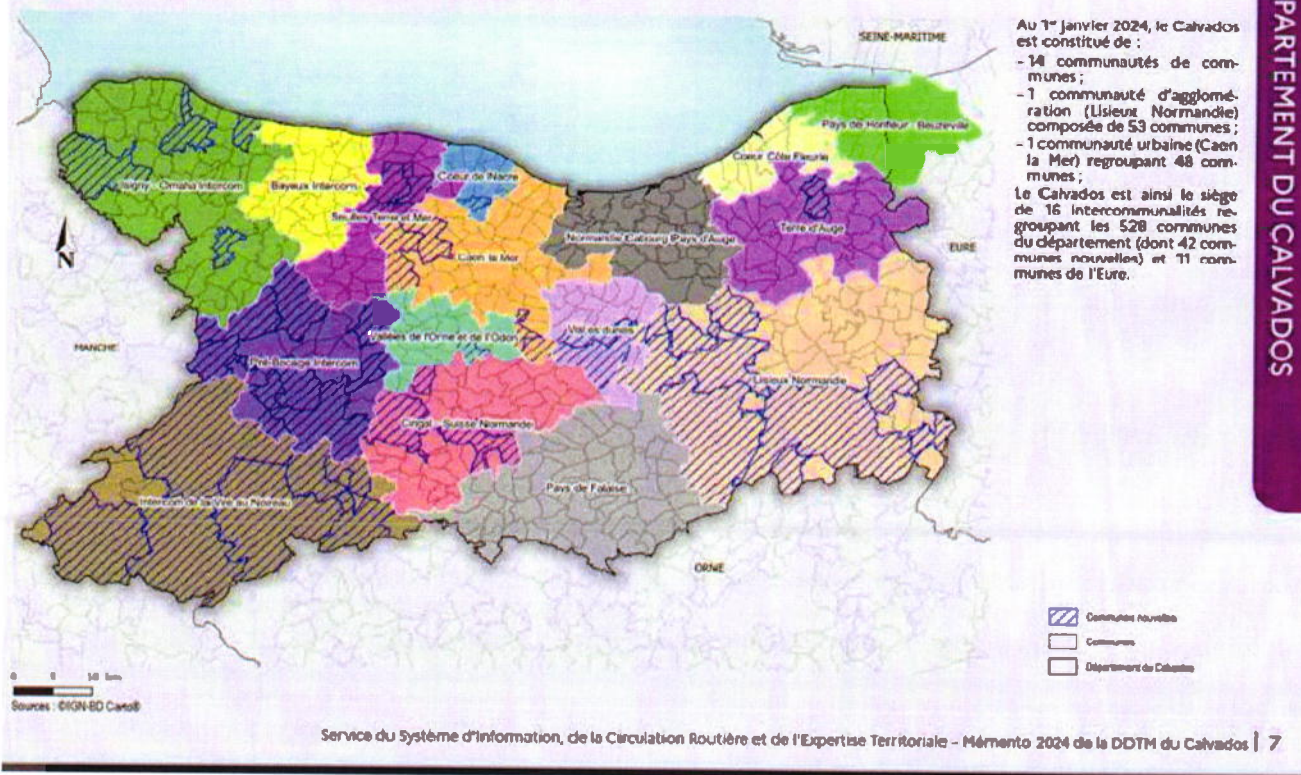 SEINE-MARITIME
Pays de Honfleur - Beuzeville
Coeur Côte Fleurie
Coeur de Nacre
Isigny - Omaha Intercom
Bayeux Intercom
Seulles Terre et Mer
Terre d'Auge
Normandie Cabourg Pays d'Auge
EURE
Caen la Mer
Val es dunes
Vallées de l'Orne et de l'Odon
MANCHE
Pré-Bocage Intercom
Lisieux Normandie
Cingal - Suisse Normande
Pays de Falaise
Intercom de la Vire au Noireau
ORNE
N
0
10 km
Sources : ©IGN-BD Carto®
Au 1er janvier 2024, le Calvados
est constitué de :
- 14 communautés de com-
munes ;
- 1 communauté d'agglomé-
ration (Lisieux Normandie)
composée de 53 communes ;
- 1 communauté urbaine (Caen
la Mer) regroupant 48 com-
munes ;
Le Calvados est ainsi le siège
de 16 intercommunalités re-
groupant les 528 communes
du département (dont 42 com-
munes nouvelles) et 11 com-
munes de l'Eure.
PARTEMENT DU CALVADOS
Communes nouvelles
Communes
Département du Calvados
Service du Système d'Information, de la Circulation Routière et de l'Expertise Territoriale – Mémento 2024 de la DDTM du Calvados | 7